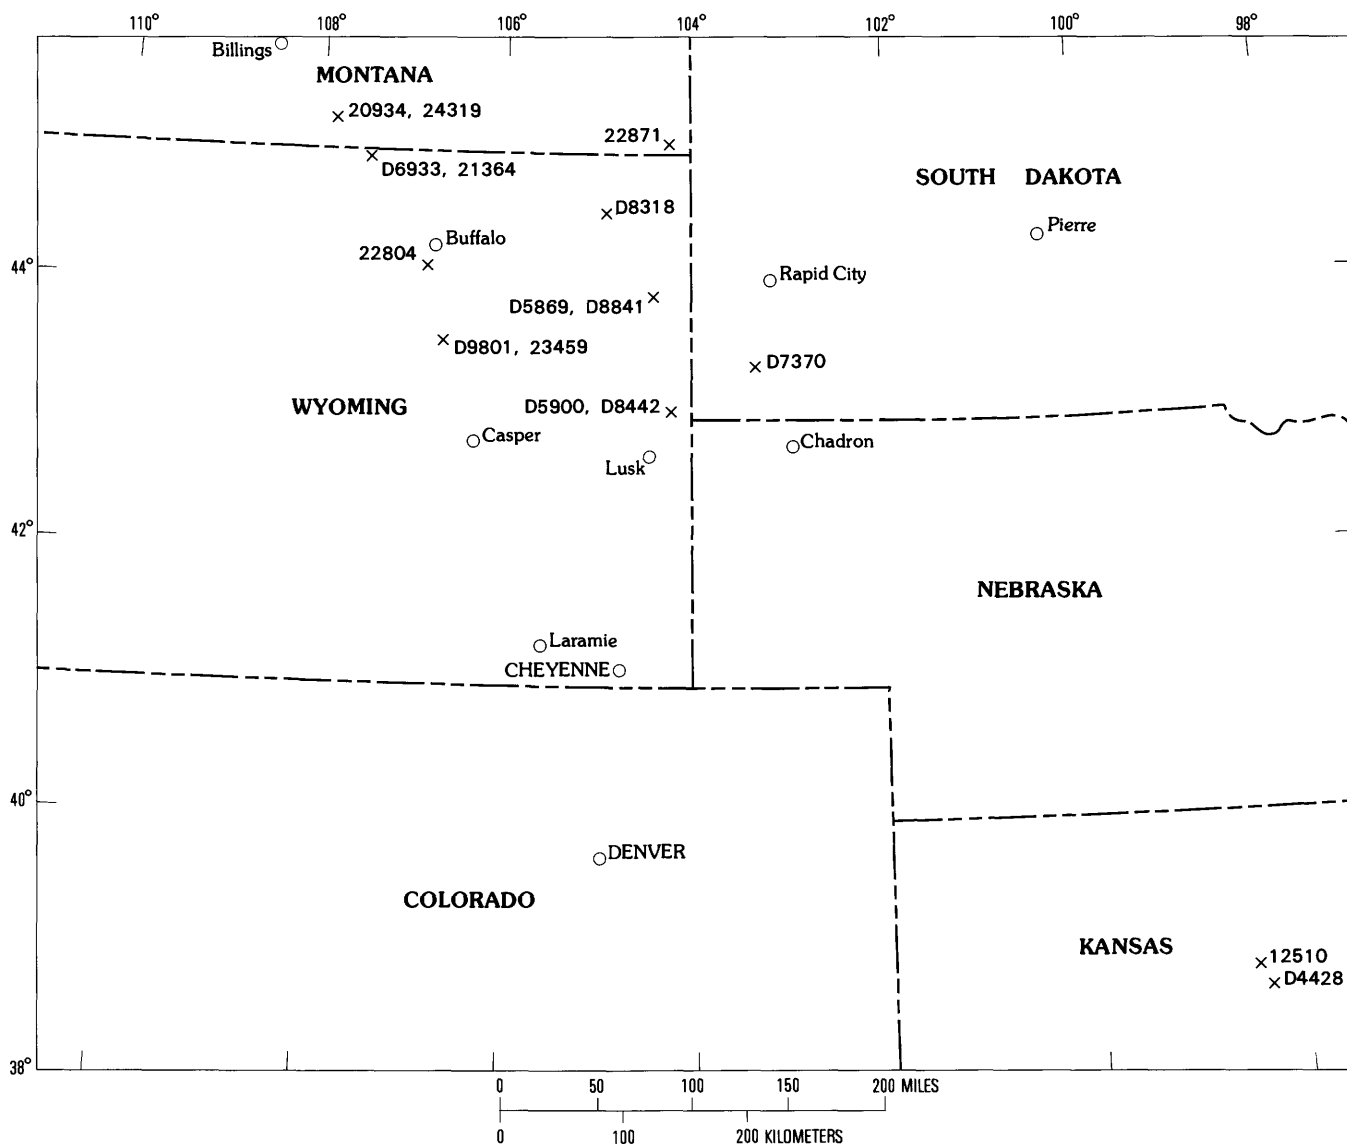 110° 108° 106° 104° 102° 100° 98°
Billings
MONTANA
20934, 24319
22871
D6933, 21364
SOUTH DAKOTA
D8318
Pierre
Buffalo
22804
44°
Rapid City
D5869, D8841
D9801, 23459
D7370
WYOMING
D5900, D8442
Casper
Chadron
Lusk
42°
NEBRASKA
Laramie
CHEYENNE
40°
DENVER
COLORADO
KANSAS
12510
D4428
38°
0 50 100 150 200 MILES
0 100 200 KILOMETERS